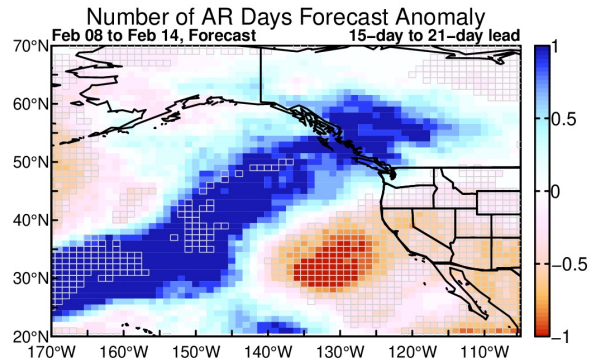 Number of AR Days Forecast Anomaly
Feb 08 to Feb 14, Forecast 15-day to 21-day lead
70°N
60°N
50°N
40°N
30°N
20°N
170°W 160°W 150°W 140°W 130°W 120°W 110°W
1
0.5
0
−0.5
−1